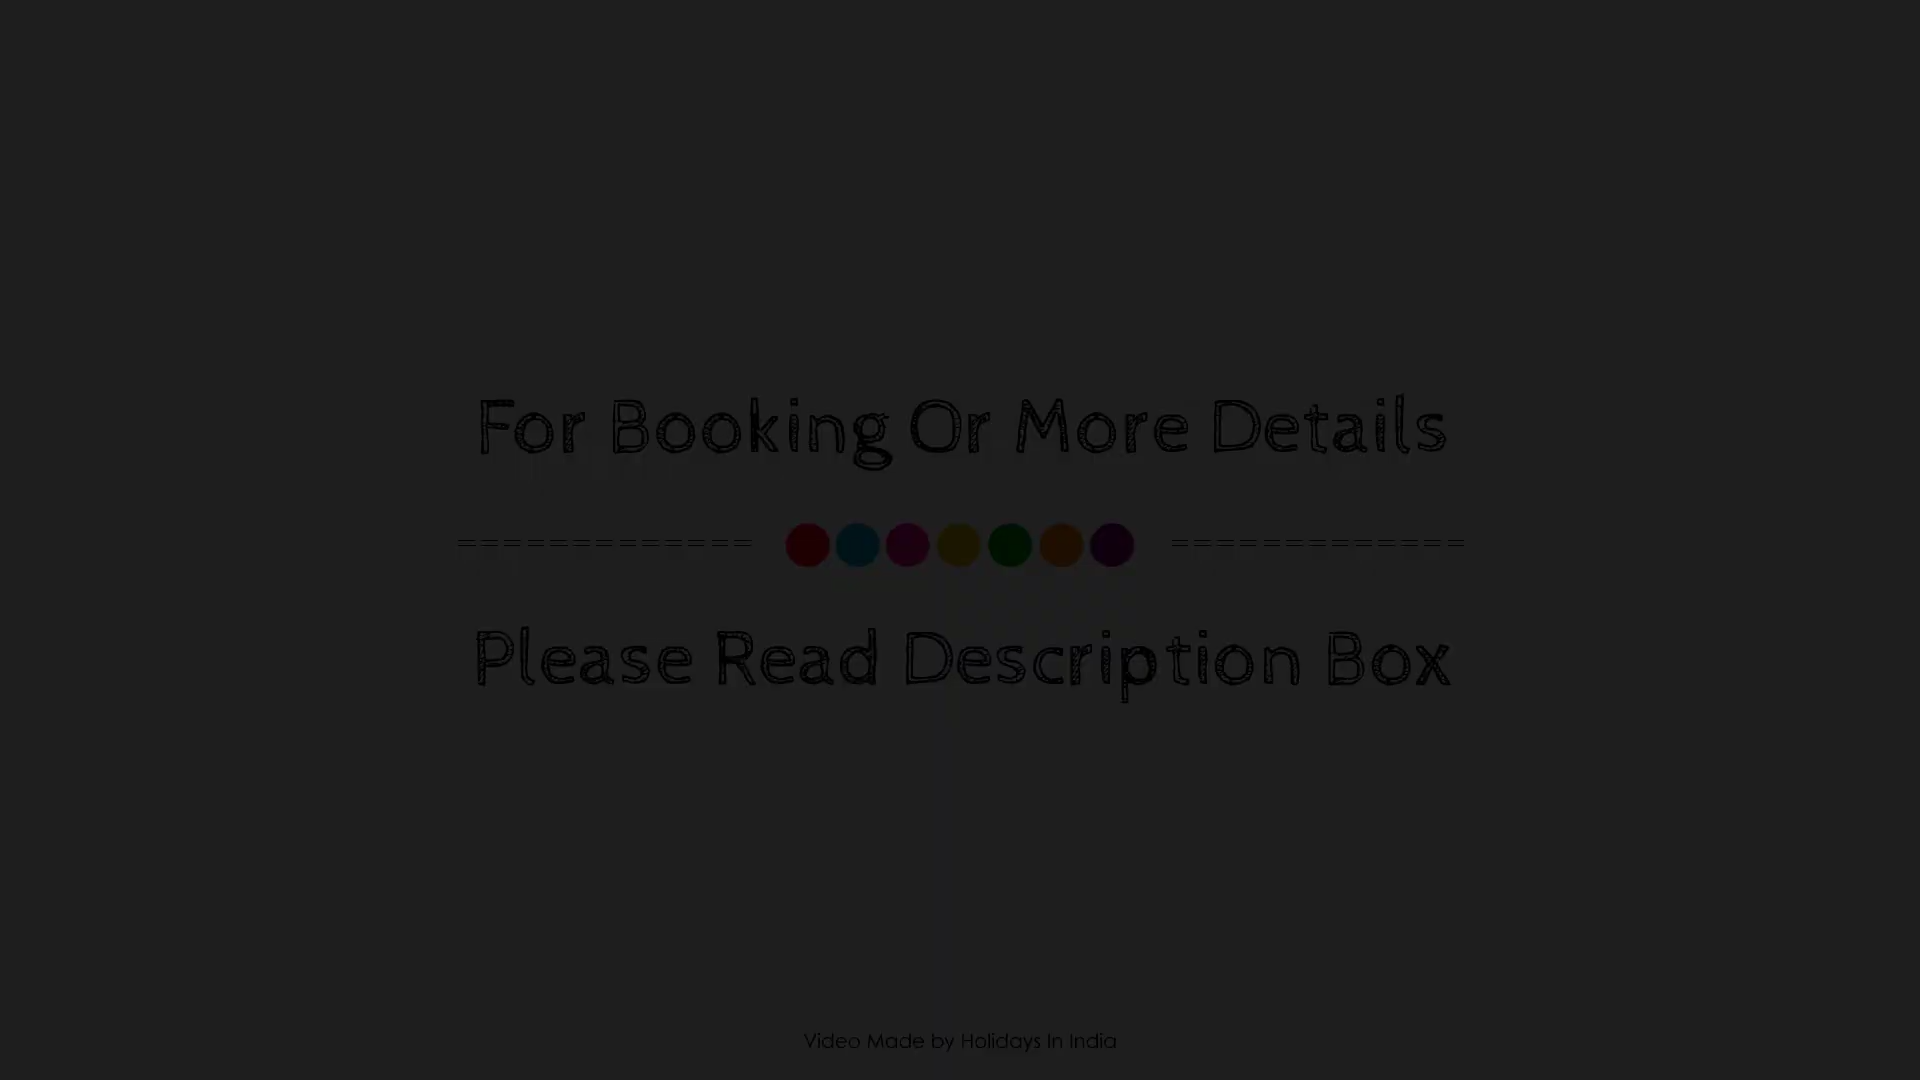 For Booking Or More Details
============= =============
Please Read Description Box
Video Made by Holidays In India